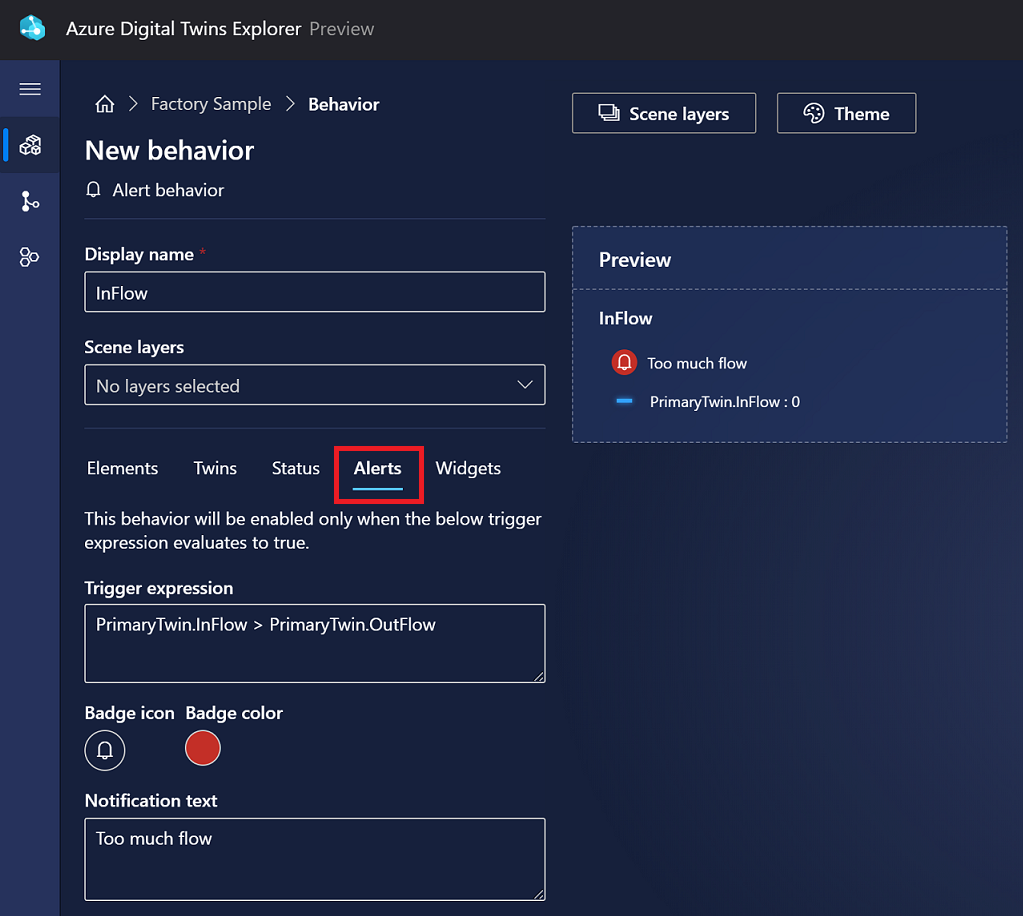 Azure Digital Twins Explorer Preview
Factory Sample > Behavior
Scene layers
Theme
New behavior
Alert behavior
Display name *
InFlow
Scene layers
No layers selected
Elements Twins Status Alerts Widgets
This behavior will be enabled only when the below trigger
expression evaluates to true.
Trigger expression
PrimaryTwin.InFlow > PrimaryTwin.OutFlow
Badge icon Badge color
Notification text
Too much flow
Preview
InFlow
Too much flow
PrimaryTwin.InFlow : 0